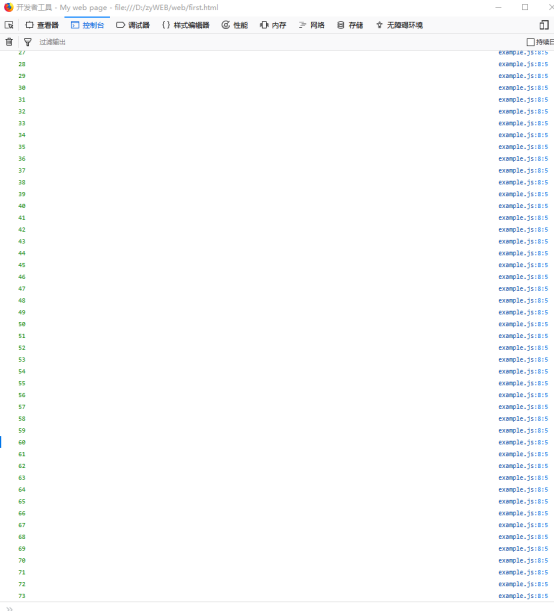 开发者工具 - My web page - file:///D:/zyWEB/web/first.html
查看器 控制台 调试器 {} 样式编辑器 性能 内存 网络 存储 无障碍环境
过滤输出 持续日
27 example.js:8:5
28 example.js:8:5
29 example.js:8:5
30 example.js:8:5
31 example.js:8:5
32 example.js:8:5
33 example.js:8:5
34 example.js:8:5
35 example.js:8:5
36 example.js:8:5
37 example.js:8:5
38 example.js:8:5
39 example.js:8:5
40 example.js:8:5
41 example.js:8:5
42 example.js:8:5
43 example.js:8:5
44 example.js:8:5
45 example.js:8:5
46 example.js:8:5
47 example.js:8:5
48 example.js:8:5
49 example.js:8:5
50 example.js:8:5
51 example.js:8:5
52 example.js:8:5
53 example.js:8:5
54 example.js:8:5
55 example.js:8:5
56 example.js:8:5
57 example.js:8:5
58 example.js:8:5
59 example.js:8:5
60 example.js:8:5
61 example.js:8:5
62 example.js:8:5
63 example.js:8:5
64 example.js:8:5
65 example.js:8:5
66 example.js:8:5
67 example.js:8:5
68 example.js:8:5
69 example.js:8:5
70 example.js:8:5
71 example.js:8:5
72 example.js:8:5
73 example.js:8:5